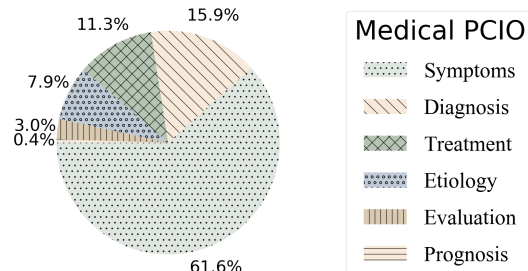 15.9%
11.3%
7.9%
3.0%
0.4%
61.6%
Medical PCIO
Symptoms
Diagnosis
Treatment
Etiology
Evaluation
Prognosis